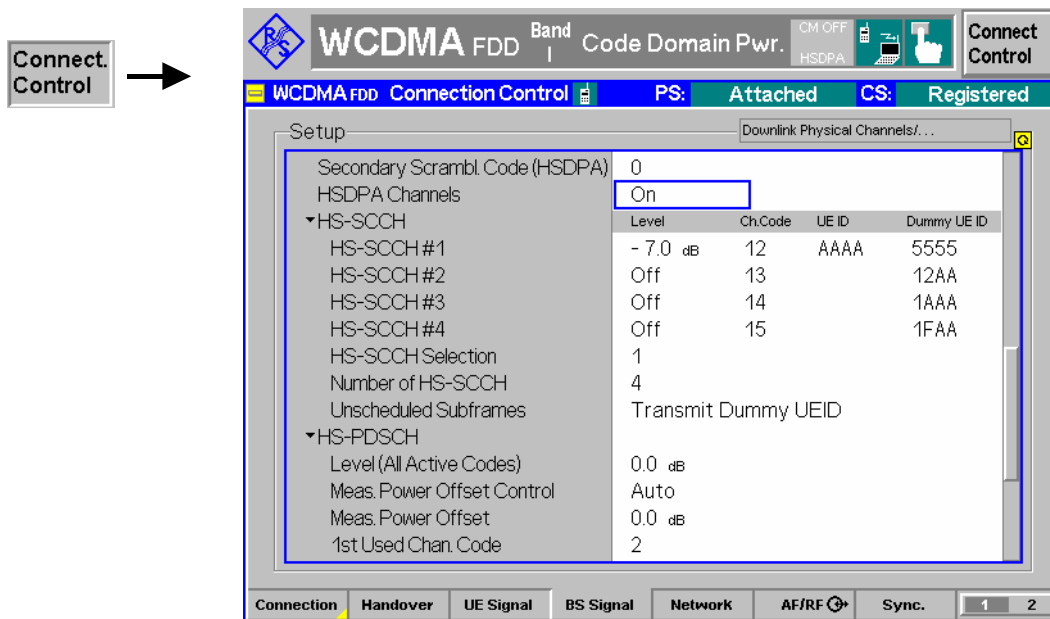 Connect.
Control
R
S
WCDMA FDD Band I Code Domain Pwr. CM OFF HSDPA
Connect
Control
WCDMA FDD Connection Control PS: Attached CS: Registered
Setup Downlink Physical Channels/...
Secondary Scrambl. Code (HSDPA) 0
HSDPA Channels On
HS-SCCH Level Ch.Code UE ID Dummy UE ID
HS-SCCH #1 - 7.0 dB 12 AAAA 5555
HS-SCCH #2 Off 13 12AA
HS-SCCH #3 Off 14 1AAA
HS-SCCH #4 Off 15 1FAA
HS-SCCH Selection 1
Number of HS-SCCH 4
Unscheduled Subframes Transmit Dummy UEID
HS-PDSCH
Level (All Active Codes) 0.0 dB
Meas. Power Offset Control Auto
Meas. Power Offset 0.0 dB
1st Used Chan. Code 2
Connection Handover UE Signal BS Signal Network AF/RF Sync. 1 2